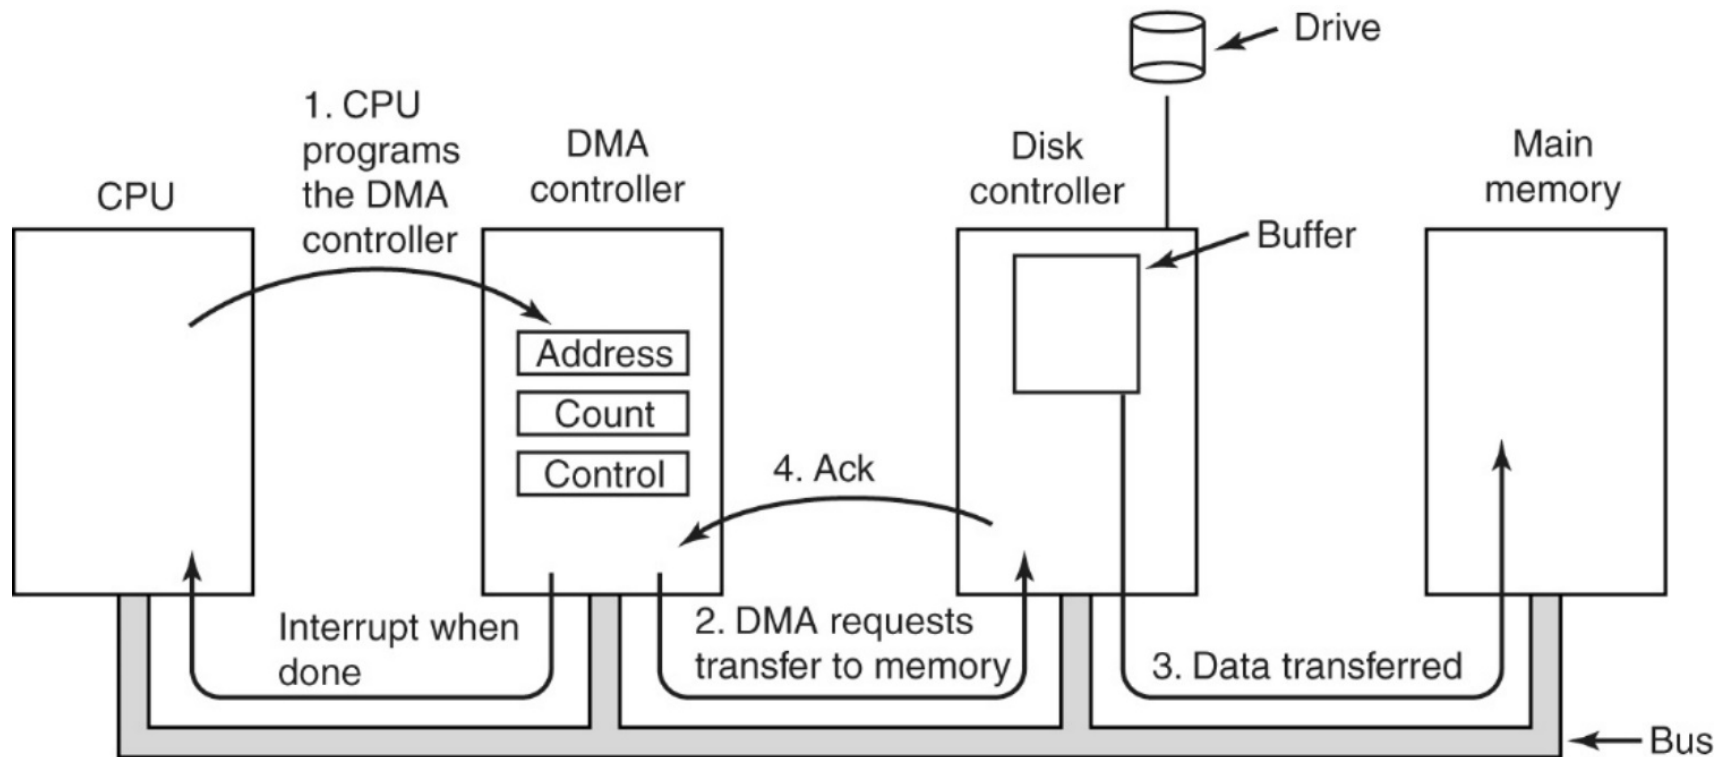 Drive
1. CPU
programs
the DMA
controller
CPU
DMA
controller
Disk
controller
Main
memory
Buffer
Address
Count
Control
4. Ack
Interrupt when
done
2. DMA requests
transfer to memory
3. Data transferred
Bus